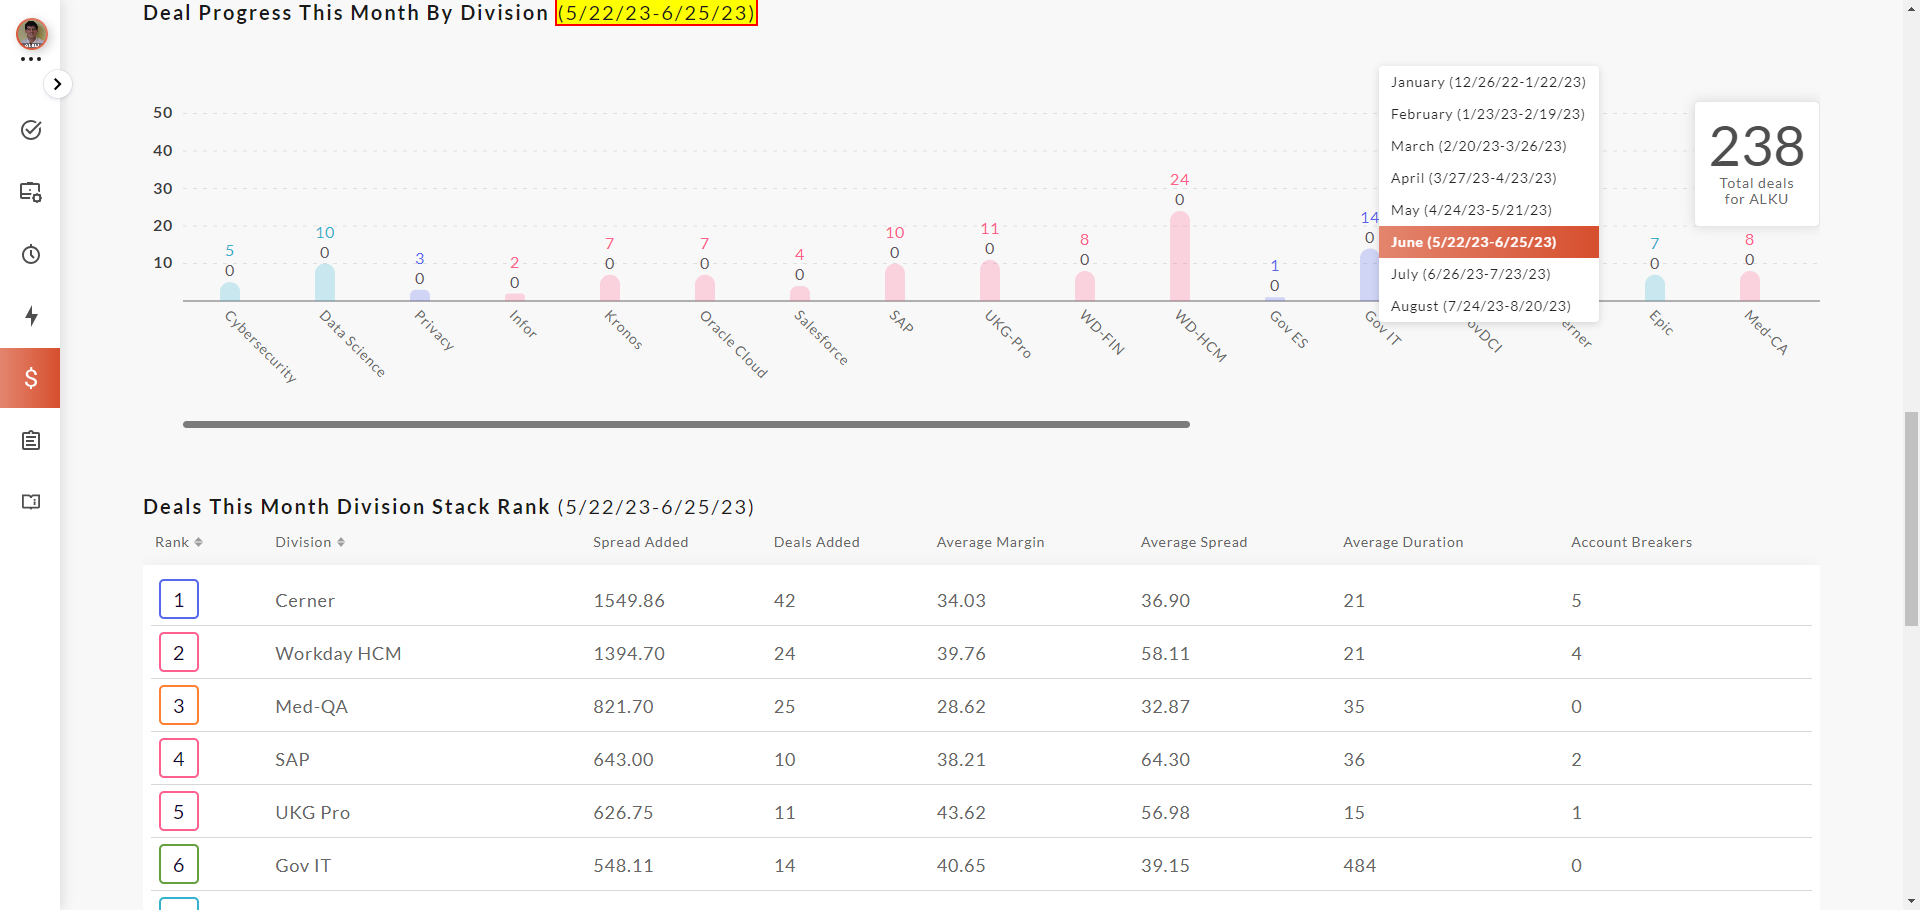 Deal Progress This Month By Division (5/22/23-6/25/23)
January (12/26/22-1/22/23)
February (1/23/23-2/19/23)
March (2/20/23-3/26/23)
April (3/27/23-4/23/23)
May (4/24/23-5/21/23)
June (5/22/23-6/25/23)
July (6/26/23-7/23/23)
August (7/24/23-8/20/23)
238
Total deals
for ALKU
50
40
30
20
10
5 10 3 2 7 7 4 10 11 8 24 1 14 7 8
0 0 0 0 0 0 0 0 0 0 0 0 0 0 0
Cybersecurity
Data Science
Privacy
Infor
Kronos
Oracle Cloud
Salesforce
SAP
UKG-Pro
WD-FIN
WD-HCM
Gov ES
Gov IT
ovDCI
erner
Epic
Med-CA
$
Deals This Month Division Stack Rank (5/22/23-6/25/23)
Rank Division Spread Added Deals Added Average Margin Average Spread Average Duration Account Breakers
1 Cerner 1549.86 42 34.03 36.90 21 5
2 Workday HCM 1394.70 24 39.76 58.11 21 4
3 Med-QA 821.70 25 28.62 32.87 35 0
4 SAP 643.00 10 38.21 64.30 36 2
5 UKG Pro 626.75 11 43.62 56.98 15 1
6 Gov IT 548.11 14 40.65 39.15 484 0